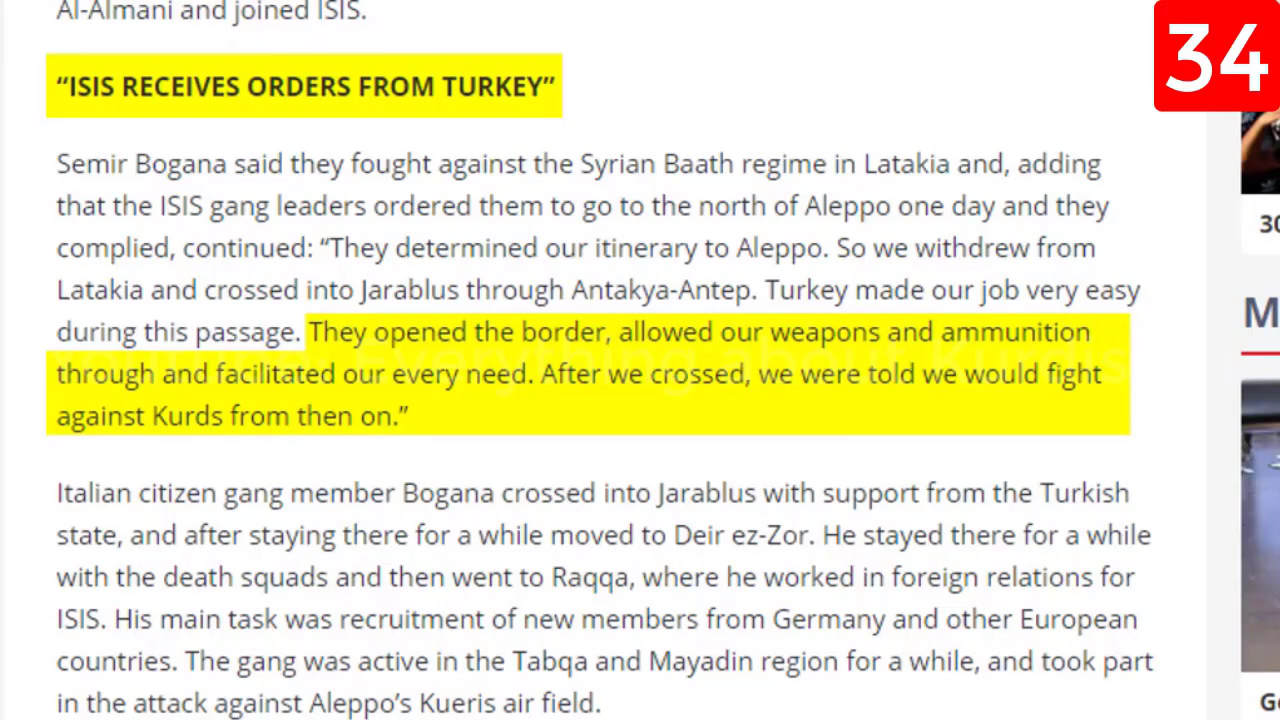 Al-Almani and joined ISIS.
34
“ISIS RECEIVES ORDERS FROM TURKEY”
Semir Bogana said they fought against the Syrian Baath regime in Latakia and, adding
that the ISIS gang leaders ordered them to go to the north of Aleppo one day and they
complied, continued: “They determined our itinerary to Aleppo. So we withdrew from
Latakia and crossed into Jarablus through Antakya-Antep. Turkey made our job very easy
during this passage. They opened the border, allowed our weapons and ammunition
through and facilitated our every need. After we crossed, we were told we would fight
against Kurds from then on.”
Italian citizen gang member Bogana crossed into Jarablus with support from the Turkish
state, and after staying there for a while moved to Deir ez-Zor. He stayed there for a while
with the death squads and then went to Raqqa, where he worked in foreign relations for
ISIS. His main task was recruitment of new members from Germany and other European
countries. The gang was active in the Tabqa and Mayadin region for a while, and took part
in the attack against Aleppo’s Kueris air field.
30
M